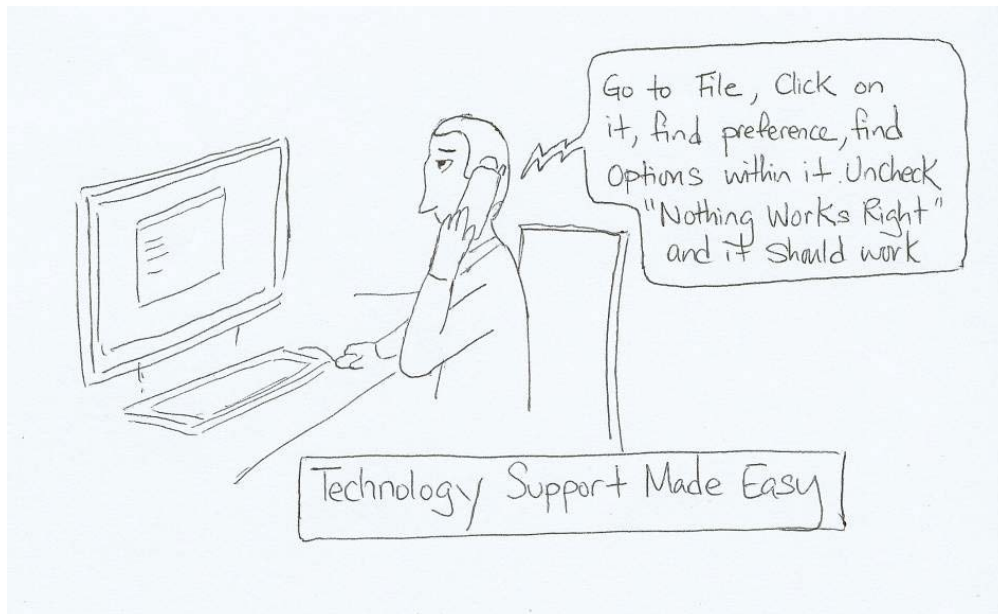 Go to File, Click on
it, find preference, find
Options within it. Uncheck
"Nothing Works Right"
and it should work
Technology Support Made Easy